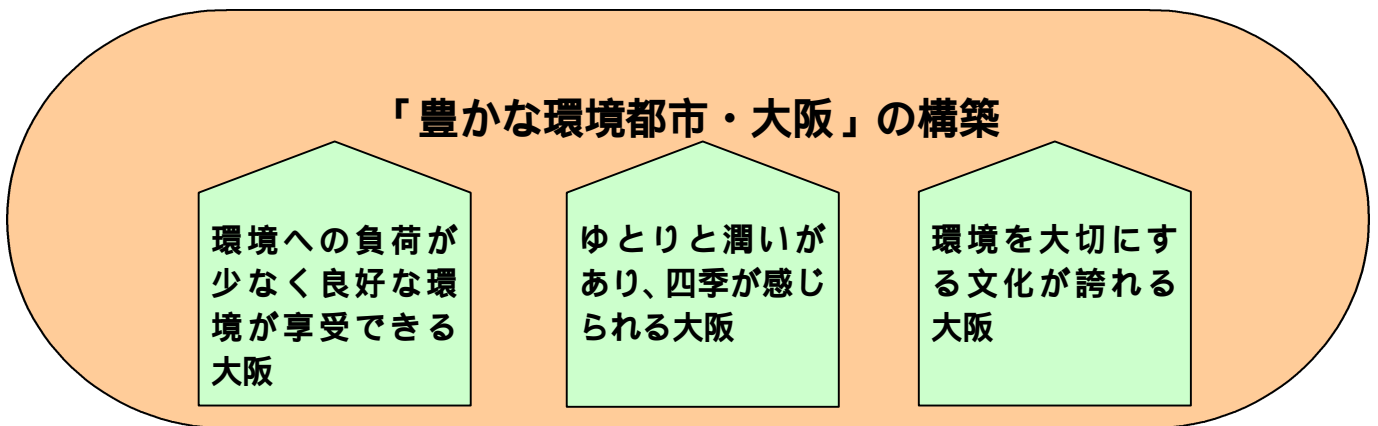 「豊かな環境都市・大阪」の構築
環境への負荷が
少なく良好な環
境が享受できる
大阪
ゆとりと潤いが
あり、四季が感じ
られる大阪
環境を大切にす
る文化が誇れる
大阪